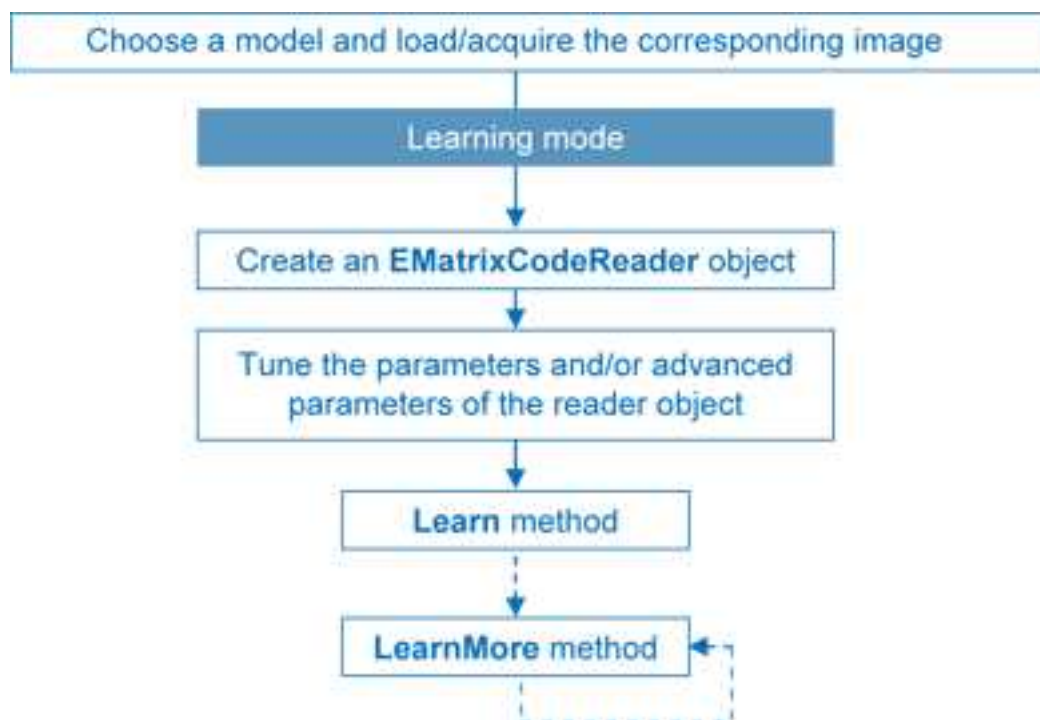 Choose a model and load/acquire the corresponding image
Learning mode
Create an EMatrixCodeReader object
Tune the parameters and/or advanced
parameters of the reader object
Learn method
LearnMore method